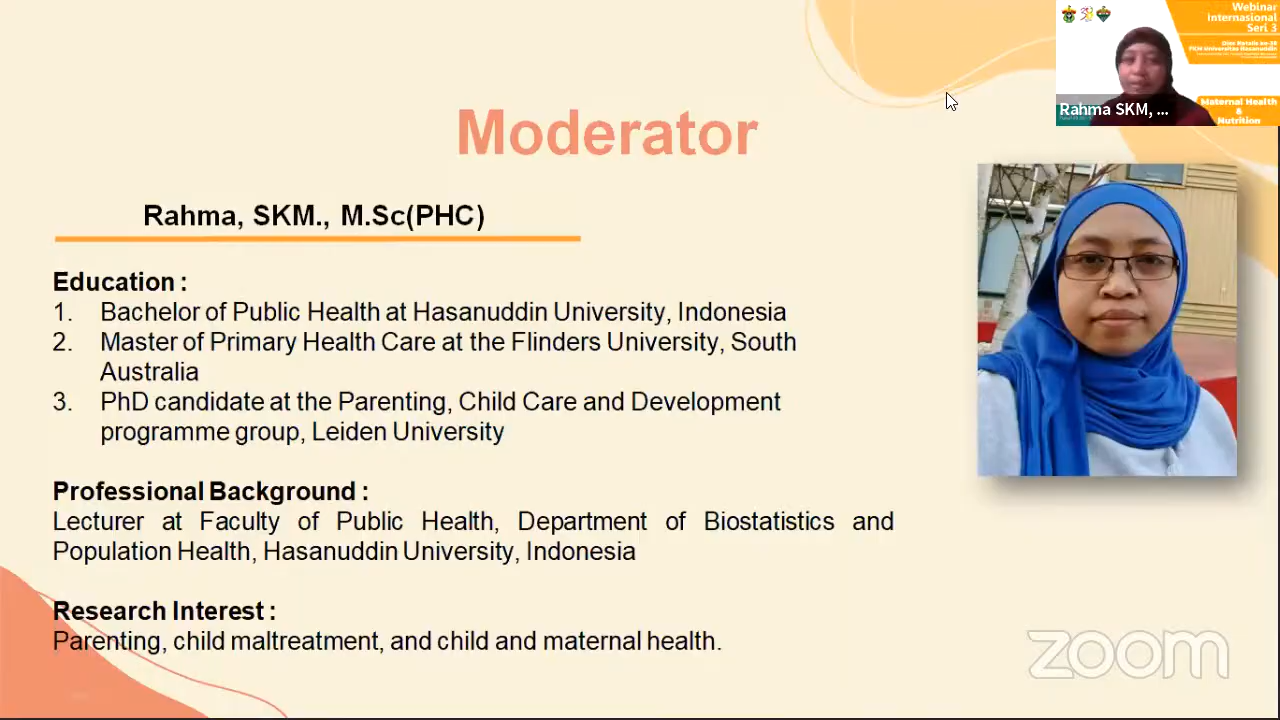 Webinar
Internasional
Seri 3
FKM Universitas Hasanuddin
Rahma SKM, ...
Maternal Health
&
Nutrition
Moderator
Rahma, SKM., M.Sc(PHC)
Education :
1. Bachelor of Public Health at Hasanuddin University, Indonesia
2. Master of Primary Health Care at the Flinders University, South
Australia
3. PhD candidate at the Parenting, Child Care and Development
programme group, Leiden University
Professional Background :
Lecturer at Faculty of Public Health, Department of Biostatistics and
Population Health, Hasanuddin University, Indonesia
Research Interest :
Parenting, child maltreatment, and child and maternal health.
zoom